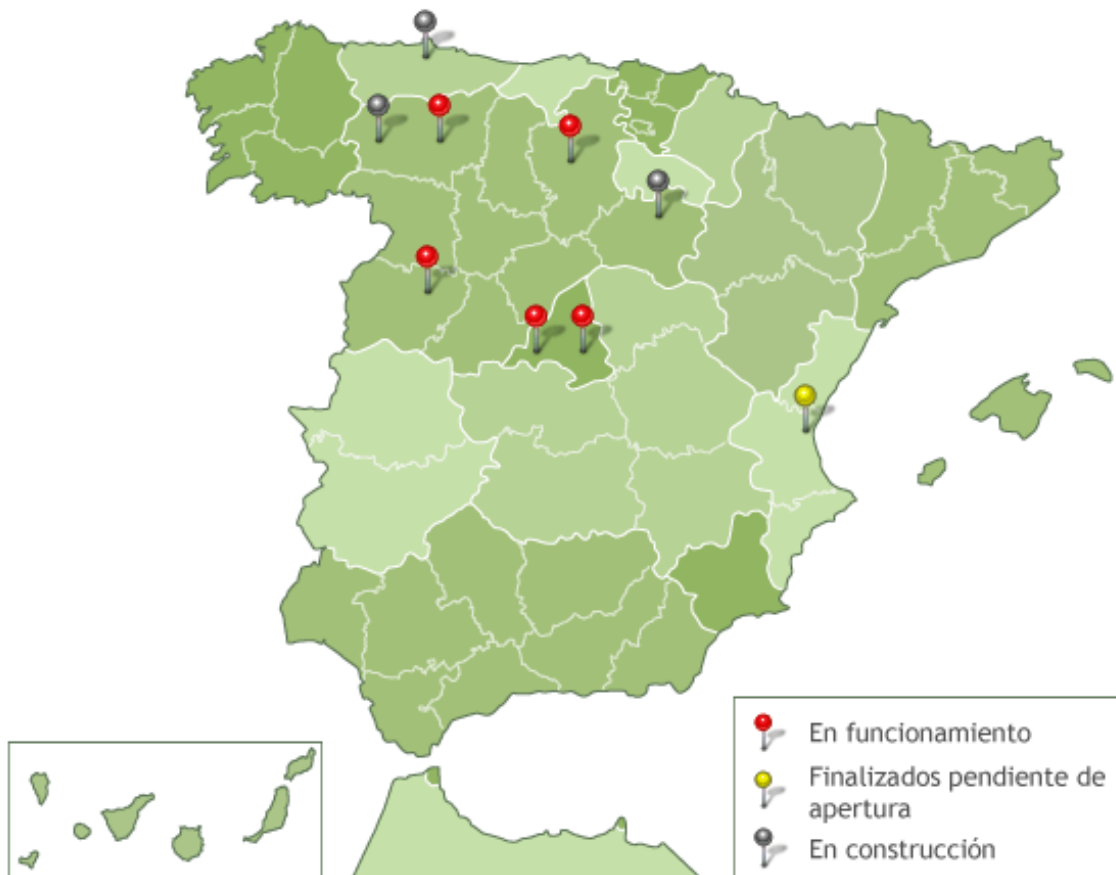 En funcionamiento
Finalizados pendiente de
apertura
En construcción